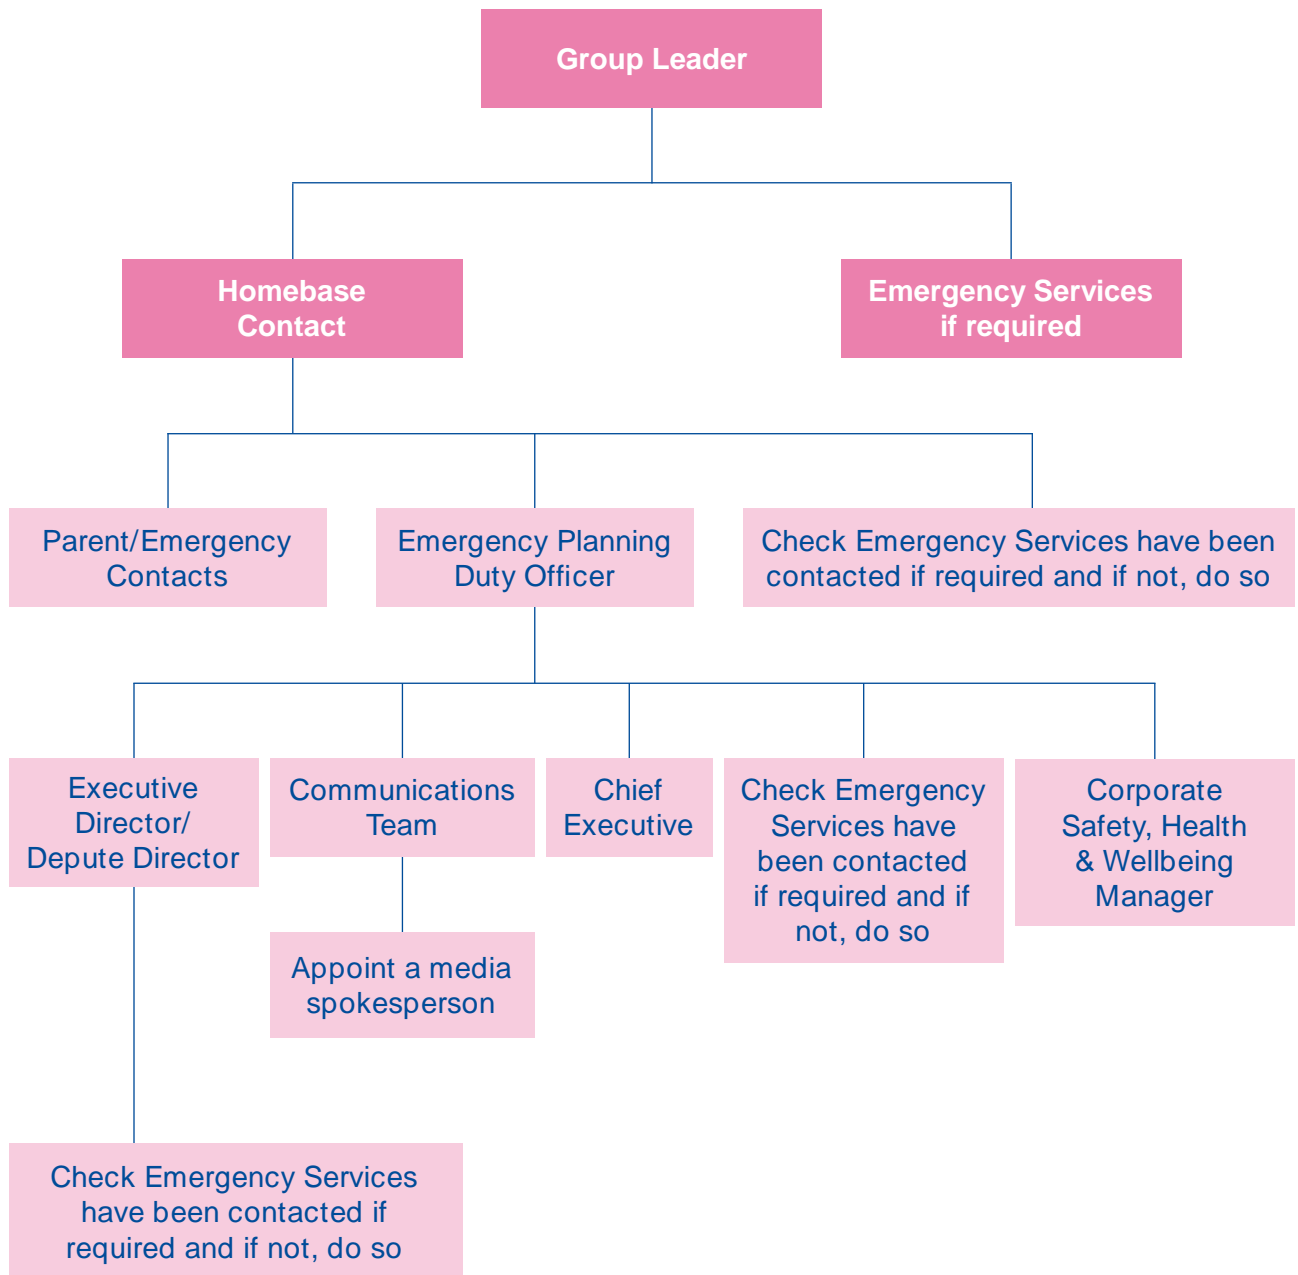 Group Leader
Homebase
Contact
Emergency Services
if required
Parent/Emergency
Contacts
Emergency Planning
Duty Officer
Check Emergency Services have been
contacted if required and if not, do so
Executive
Director/
Depute Director
Communications
Team
Chief
Executive
Check Emergency
Services have
been contacted
if required and if
not, do so
Corporate
Safety, Health
& Wellbeing
Manager
Appoint a media
spokesperson
Check Emergency Services
have been contacted if
required and if not, do so